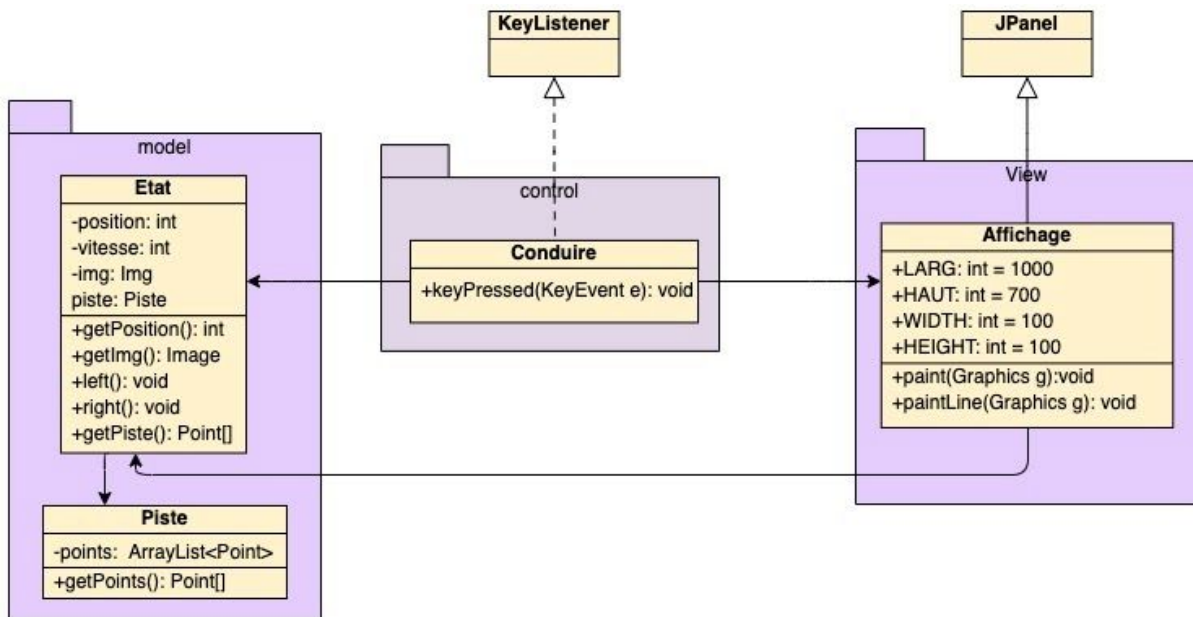 KeyListener
JPanel
model
Etat
-position: int
-vitesse: int
-img: Img
piste: Piste
+getPosition(): int
+getImg(): Image
+left(): void
+right(): void
+getPiste(): Point[]
Piste
-points: ArrayList<Point>
+getPoints(): Point[]
control
Conduire
+keyPressed(KeyEvent e): void
View
Affichage
+LARG: int = 1000
+HAUT: int = 700
+WIDTH: int = 100
+HEIGHT: int = 100
+paint(Graphics g):void
+paintLine(Graphics g): void